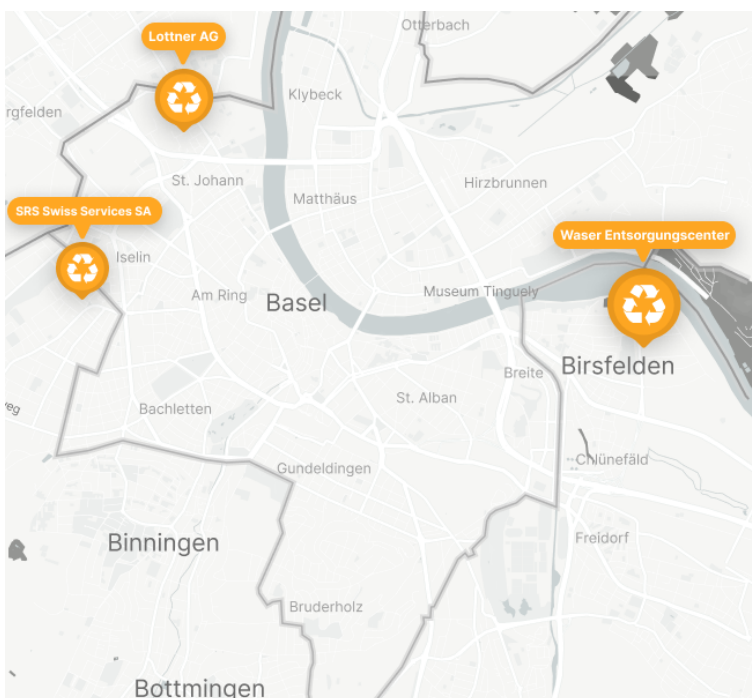 Otterbach
Lottner AG
Klybeck
rgfelden
St. Johann
Hirzbrunnen
Matthäus
SRS Swiss Services SA
Waser Entsorgungscenter
Iselin
Am Ring
Museum Tinguely
Basel
Birsfelden
Breite
St. Alban
Bachletten
eg
Chlünefäld
Gundeldingen
Freidorf
Binningen
Bruderholz
Bottmingen